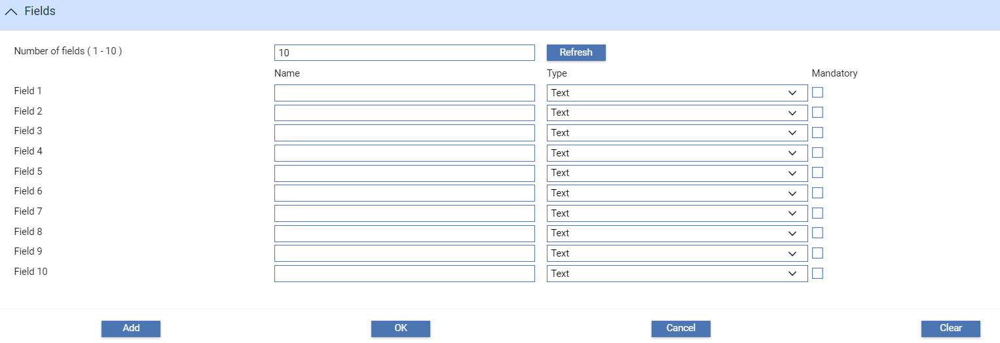 Fields
Number of fields ( 1 - 10 ) 10 Refresh
Name Type Mandatory
Field 1 Text
Field 2 Text
Field 3 Text
Field 4 Text
Field 5 Text
Field 6 Text
Field 7 Text
Field 8 Text
Field 9 Text
Field 10 Text
Add OK Cancel Clear